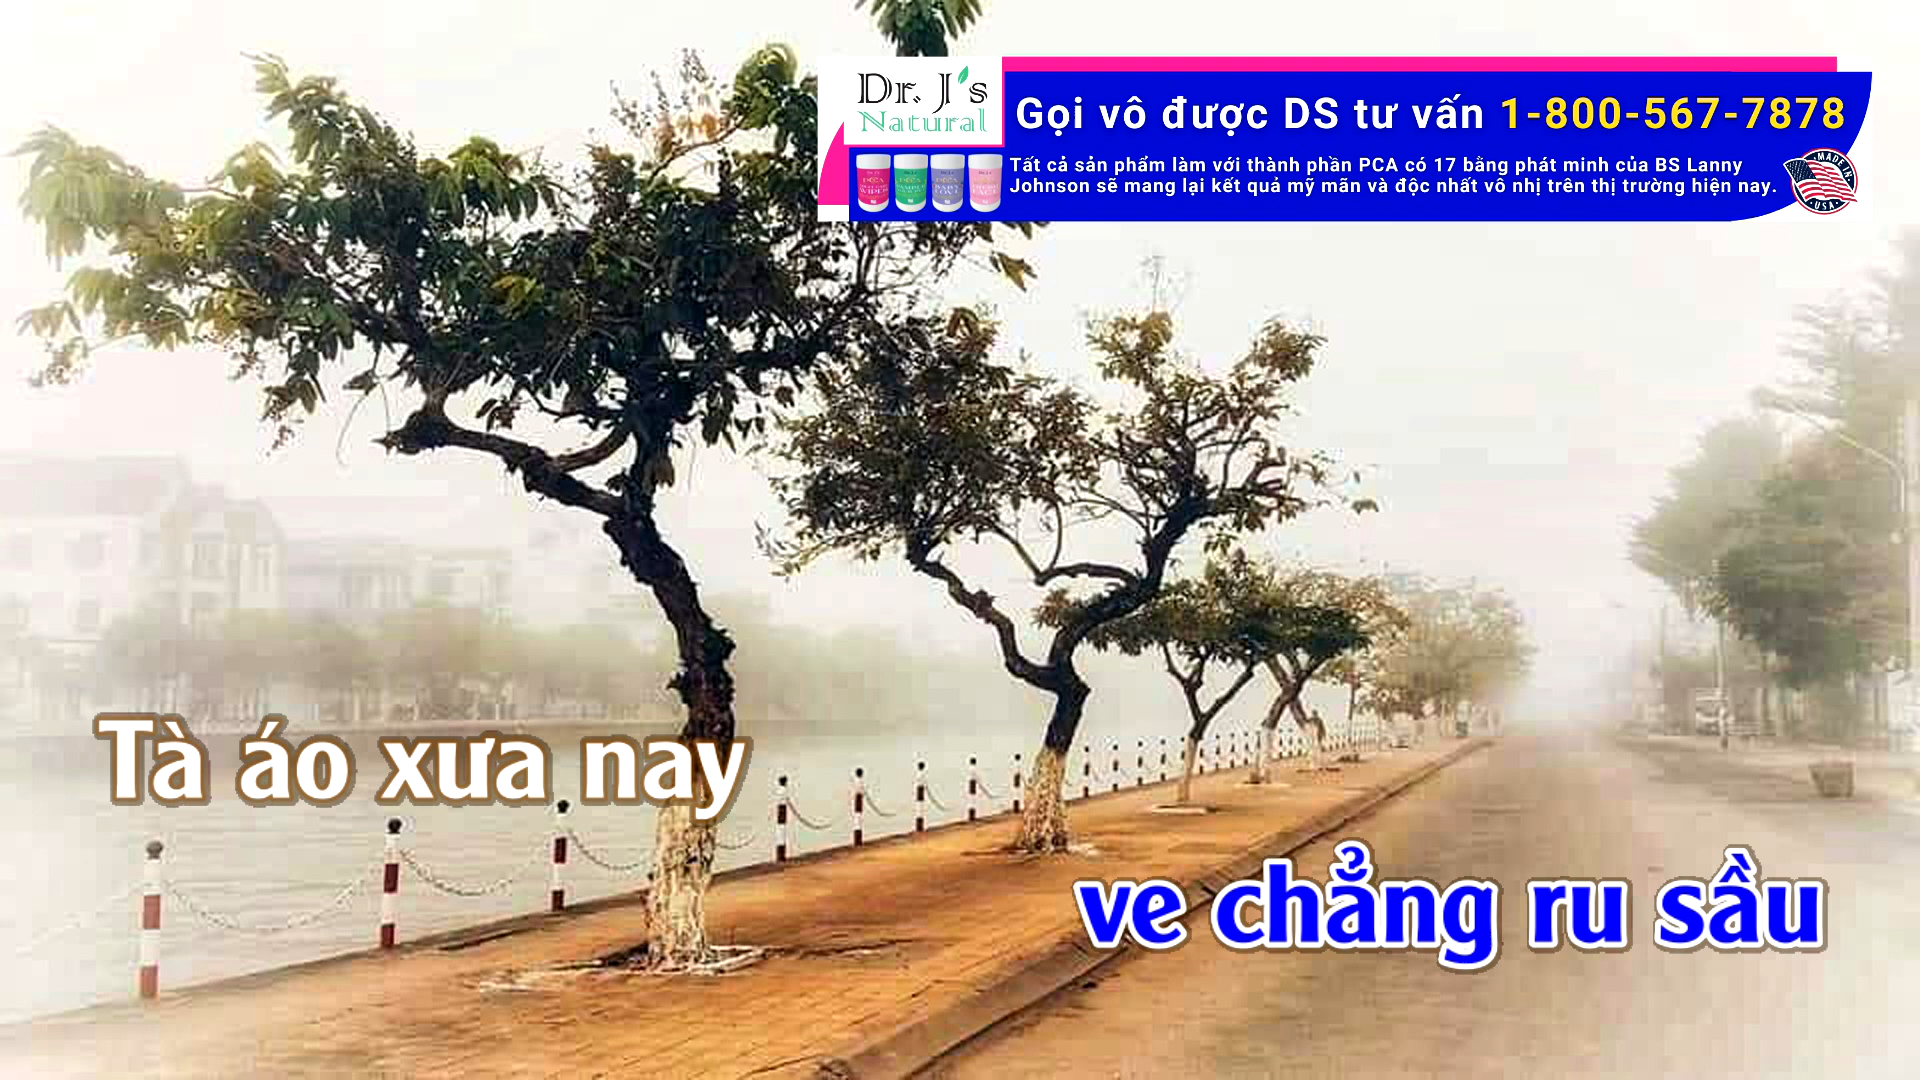 Dr. J's
Natural
Gọi vô được DS tư vấn 1-800-567-7878
Tất cả sản phẩm làm với thành phần PCA có 17 bằng phát minh của BS Lanny
Johnson sẽ mang lại kết quả mỹ mãn và độc nhất vô nhị trên thị trường hiện nay.
MADE IN
USA
Tà áo xưa nay
ve chẳng ru sầu